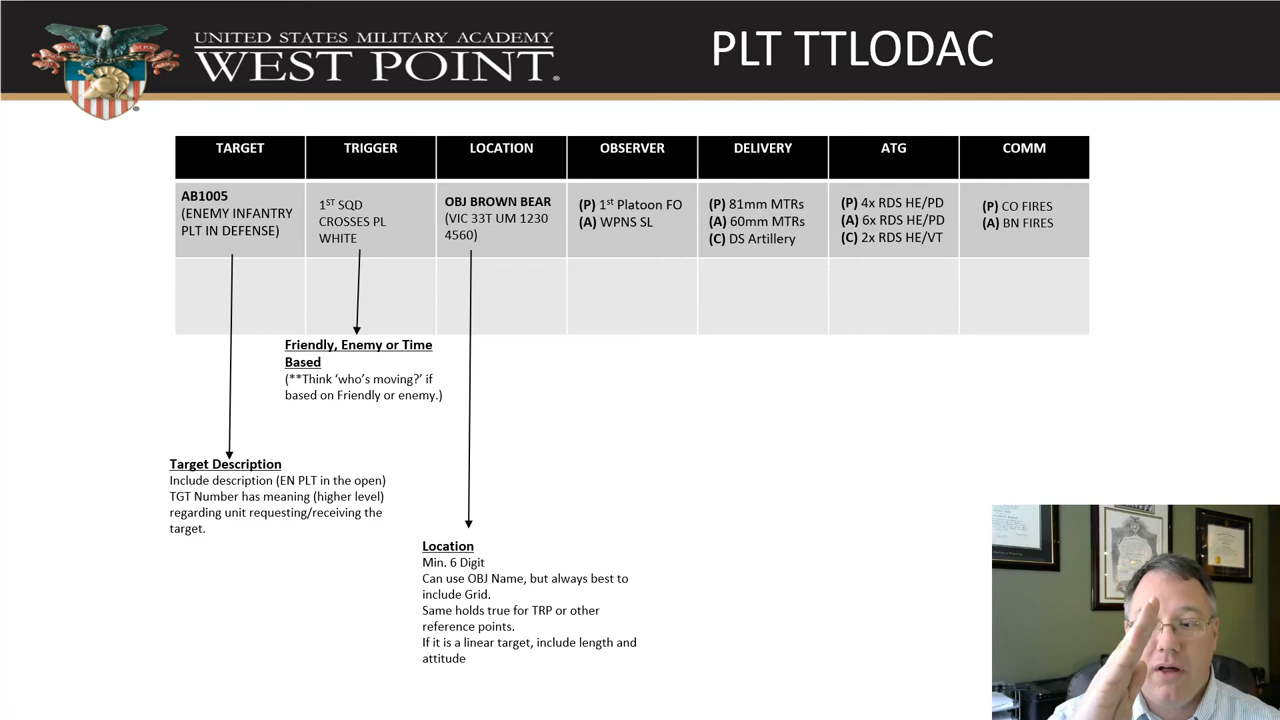 UNITED STATES MILITARY ACADEMY
WEST POINT®
PLT TTLODAC
TARGET
TRIGGER
LOCATION
OBSERVER
DELIVERY
ATG
COMM
AB1005
(ENEMY INFANTRY
PLT IN DEFENSE)
1ST SQD
CROSSES PL
WHITE
OBJ BROWN BEAR
(VIC 33T UM 1230
4560)
(P) 1st Platoon FO
(A) WPNS SL
(P) 81mm MTRs
(A) 60mm MTRs
(C) DS Artillery
(P) 4x RDS HE/PD
(A) 6x RDS HE/PD
(C) 2x RDS HE/VT
(P) CO FIRES
(A) BN FIRES
Friendly, Enemy or Time
Based
(**Think ‘who’s moving?’ if
based on Friendly or enemy.)
Target Description
Include description (EN PLT in the open)
TGT Number has meaning (higher level)
regarding unit requesting/receiving the
target.
Location
Min. 6 Digit
Can use OBJ Name, but always best to
include Grid.
Same holds true for TRP or other
reference points.
If it is a linear target, include length and
attitude